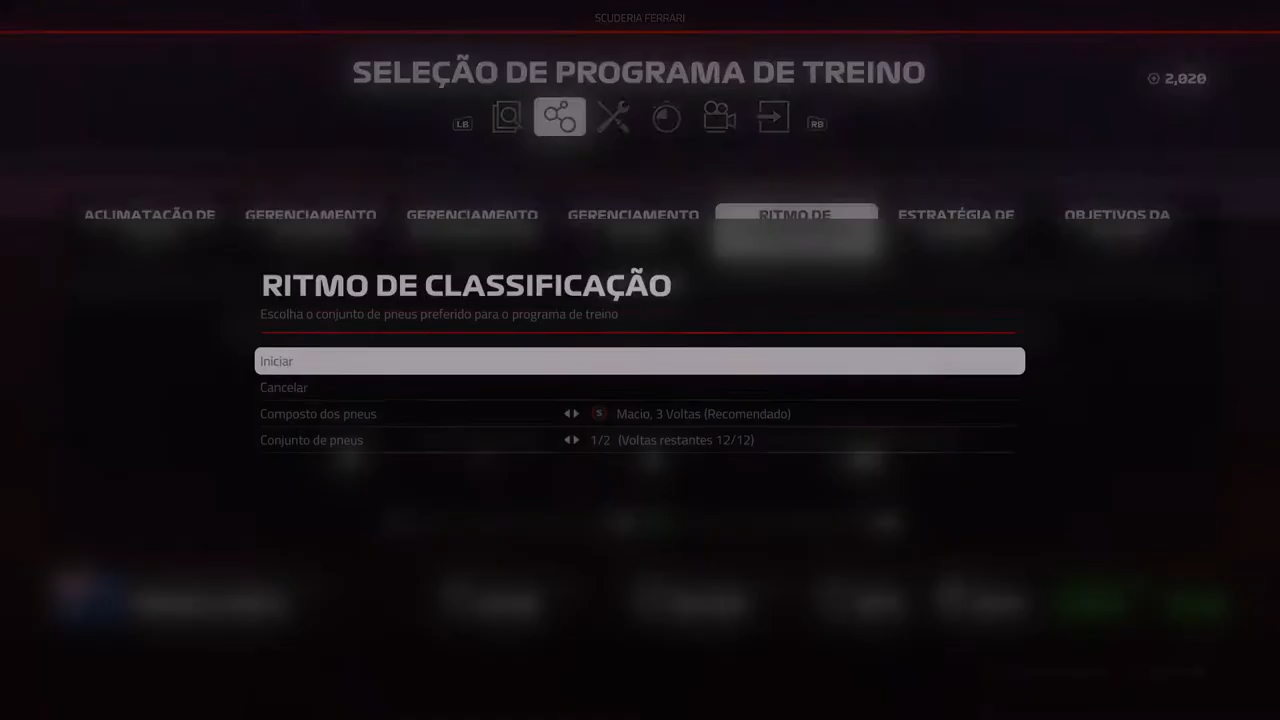 SCUDERIA FERRARI
SELEÇÃO DE PROGRAMA DE TREINO
2,020
LB
RB
ACLIMATAÇÃO DE
GERENCIAMENTO
GERENCIAMENTO
GERENCIAMENTO
RITMO DE
ESTRATÉGIA DE
OBJETIVOS DA
RITMO DE CLASSIFICAÇÃO
Escolha o conjunto de pneus preferido para o programa de treino
Iniciar
Cancelar
Composto dos pneus S Macio, 3 Voltas (Recomendado)
Conjunto de pneus 1/2 (Voltas restantes 12/12)